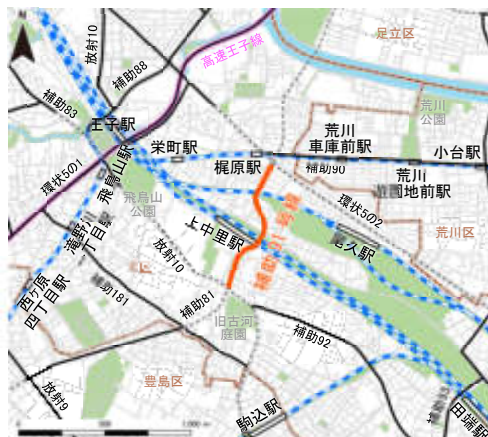 足立区
高速王子線
放射10
補助88
補助83
荒川
公園
王子駅
栄町駅
荒川
車庫前駅
小台駅
梶原駅
補助90
荒川
遊園地前駅
環状5の1
飛鳥山駅
飛鳥山
公園
環状5の2
上中里駅
補助91号線
尾久駅
荒川区
滝野川
一丁目駅
放射10
西ヶ原
四丁目駅
補助181
補助81
旧古河
庭園
補助92
豊島区
放射9
駒込駅
田端駅
1,000